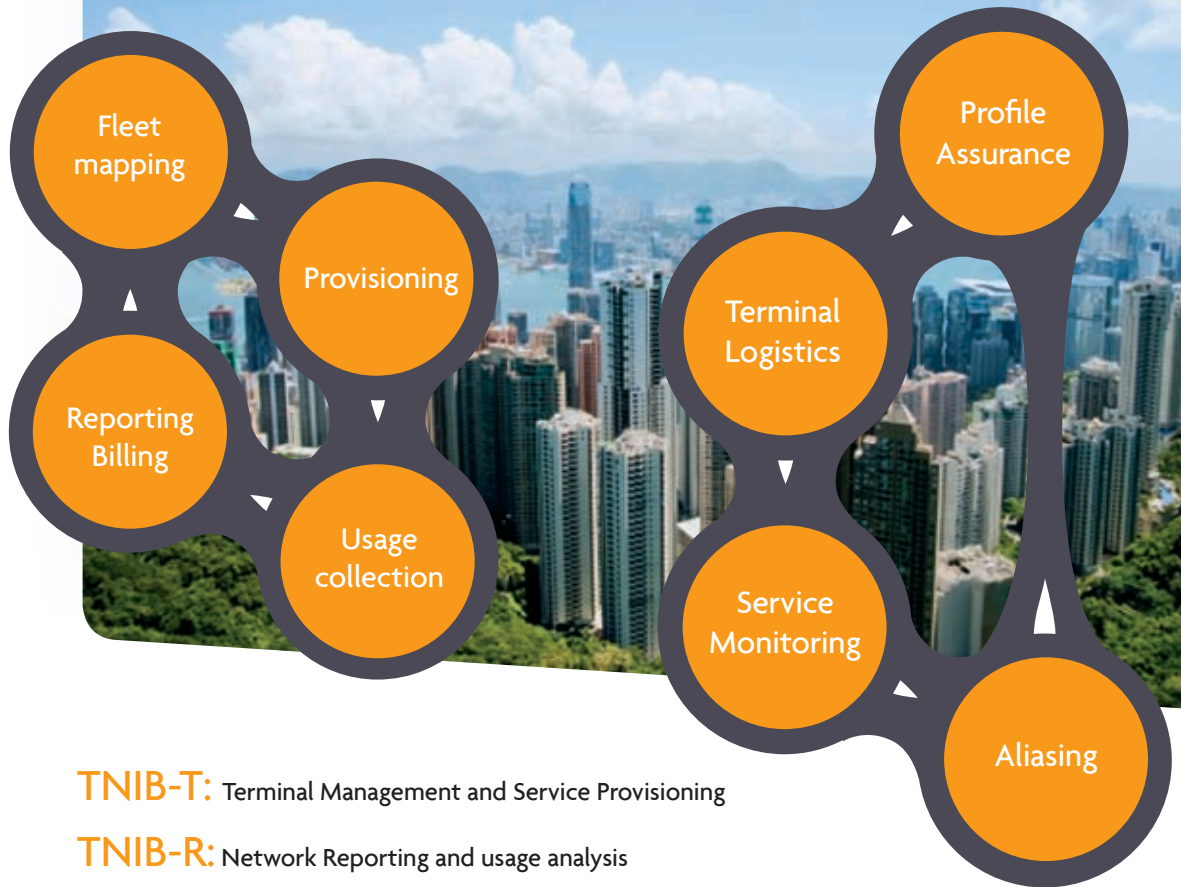 Fleet
mapping
Provisioning
Reporting
Billing
Usage
collection
Profile
Assurance
Terminal
Logistics
Service
Monitoring
Aliasing
TNIB-T: Terminal Management and Service Provisioning
TNIB-R: Network Reporting and usage analysis